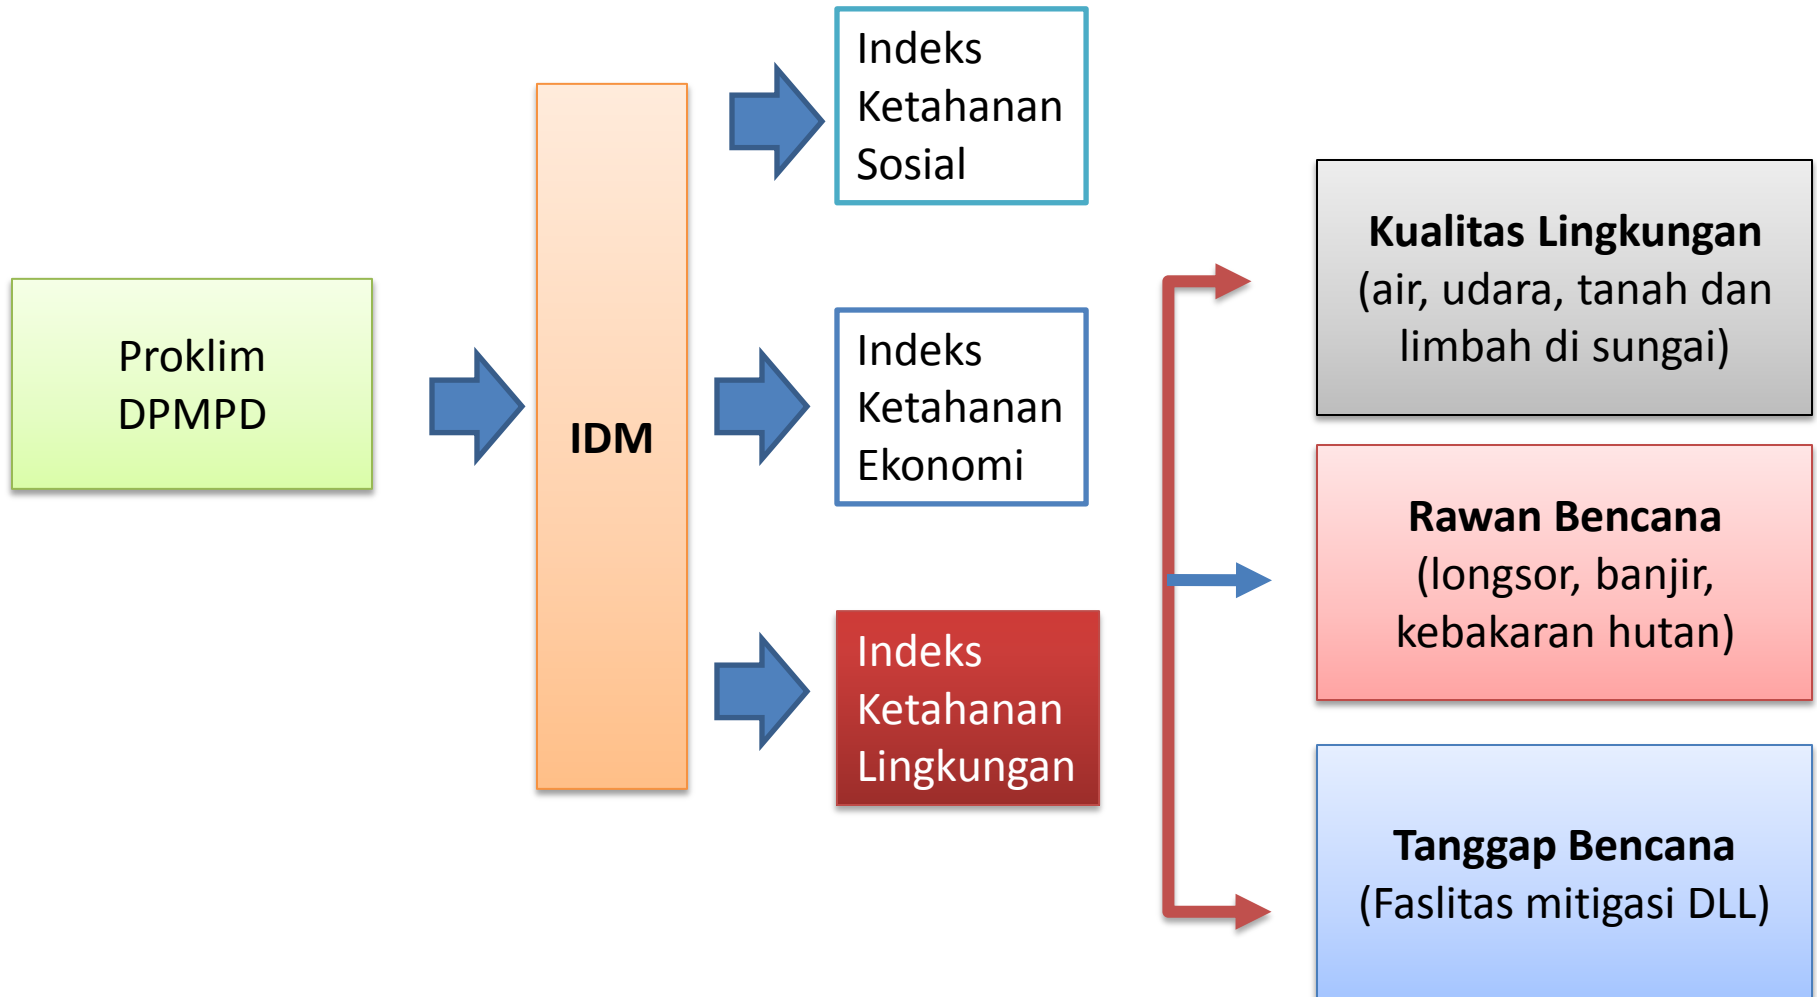 Proklim
DPMPD
IDM
Indeks
Ketahanan
Sosial
Indeks
Ketahanan
Ekonomi
Indeks
Ketahanan
Lingkungan
Kualitas Lingkungan
(air, udara, tanah dan
limbah di sungai)
Rawan Bencana
(longsor, banjir,
kebakaran hutan)
Tanggap Bencana
(Faslitas mitigasi DLL)